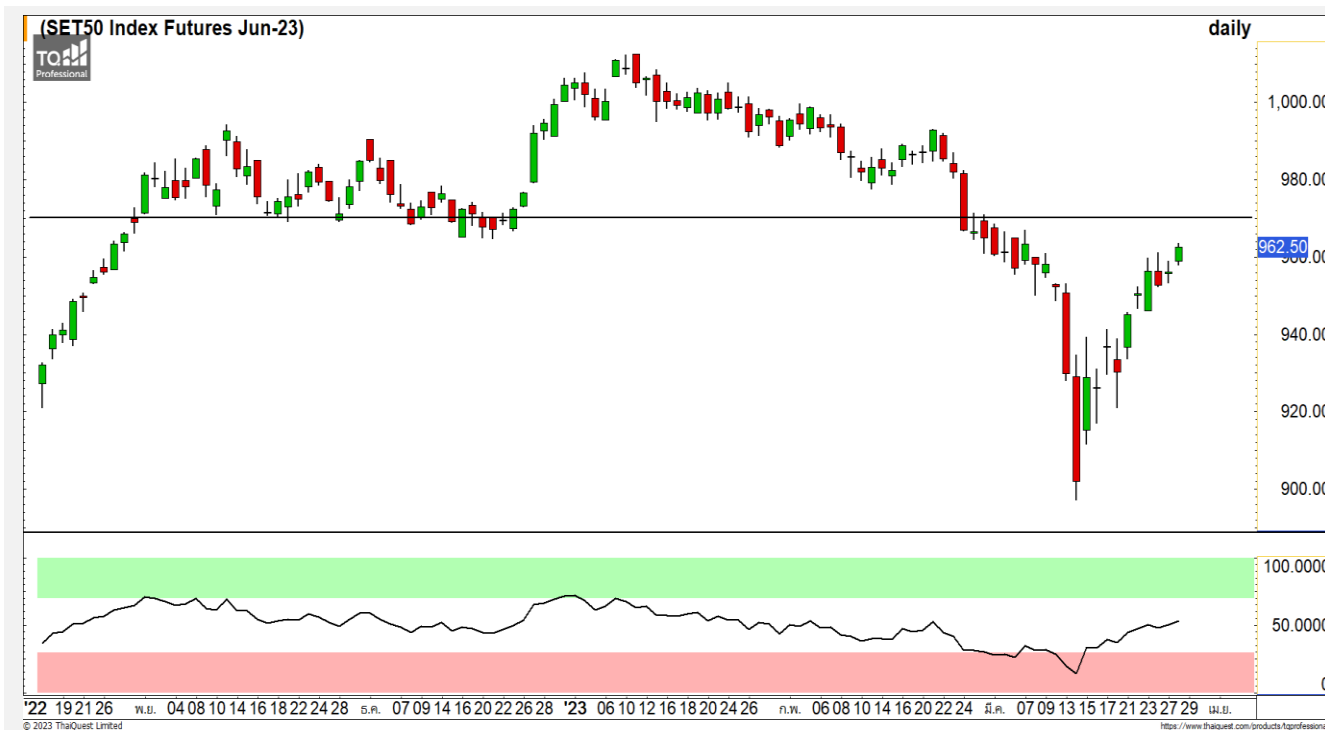 (SET50 Index Futures Jun-23) daily
TQ
Professional
1,000.00
980.00
962.50
960.00
940.00
920.00
900.00
100.0000
50.0000
0
'22 19 21 26 พ.ย. 04 08 10 14 16 18 22 24 28 ธ.ค. 07 09 14 16 20 22 26 28 '23 06 10 12 16 18 20 24 26 ก.พ. 06 08 10 14 16 20 22 24 มี.ค. 07 09 13 15 17 21 23 27 29 เม.ย.
© 2023 ThaiQuest Limited https://www.thaiquest.com/products/tqprofessional